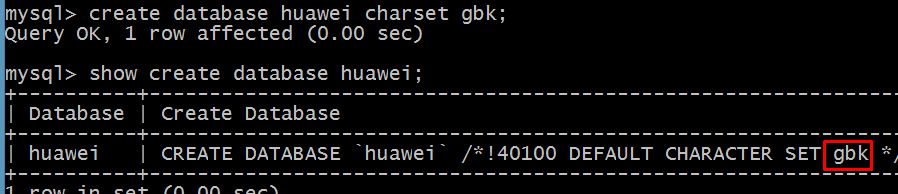 mysql> create database huawei charset gbk;
Query OK, 1 row affected (0.00 sec)
mysql> show create database huawei;
+----------+------------------------------------------------------------------
| Database | Create Database
+----------+------------------------------------------------------------------
| huawei | CREATE DATABASE `huawei` /*!40100 DEFAULT CHARACTER SET gbk */
+----------+------------------------------------------------------------------
1 row in set (0.00 sec)